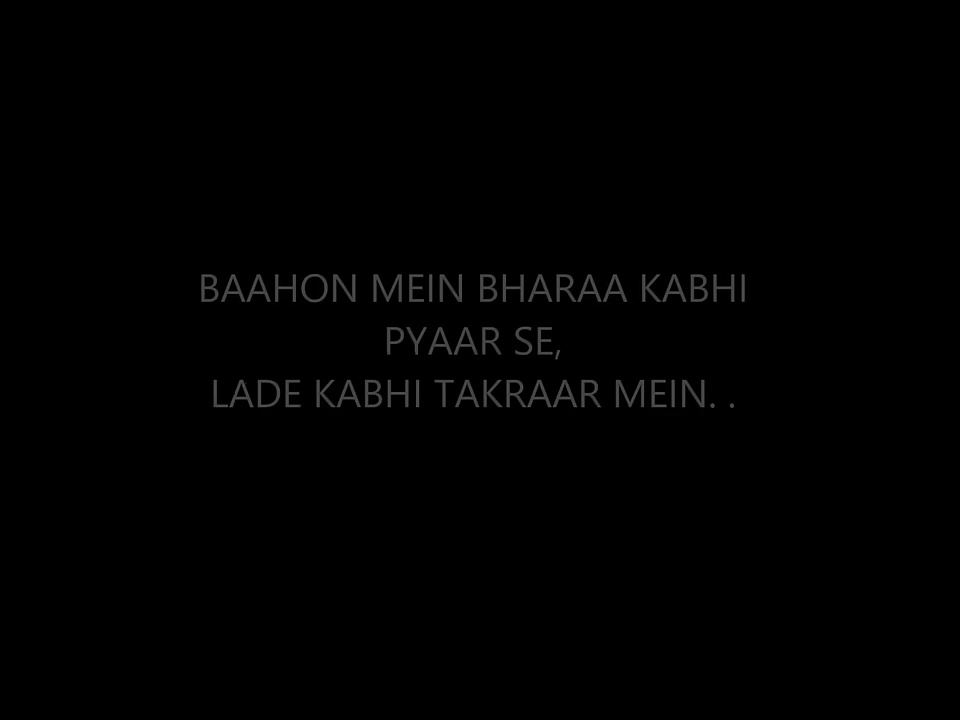 BAAHON MEIN BHARAA KABHI
PYAAR SE,
LADE KABHI TAKRAAR MEIN. .